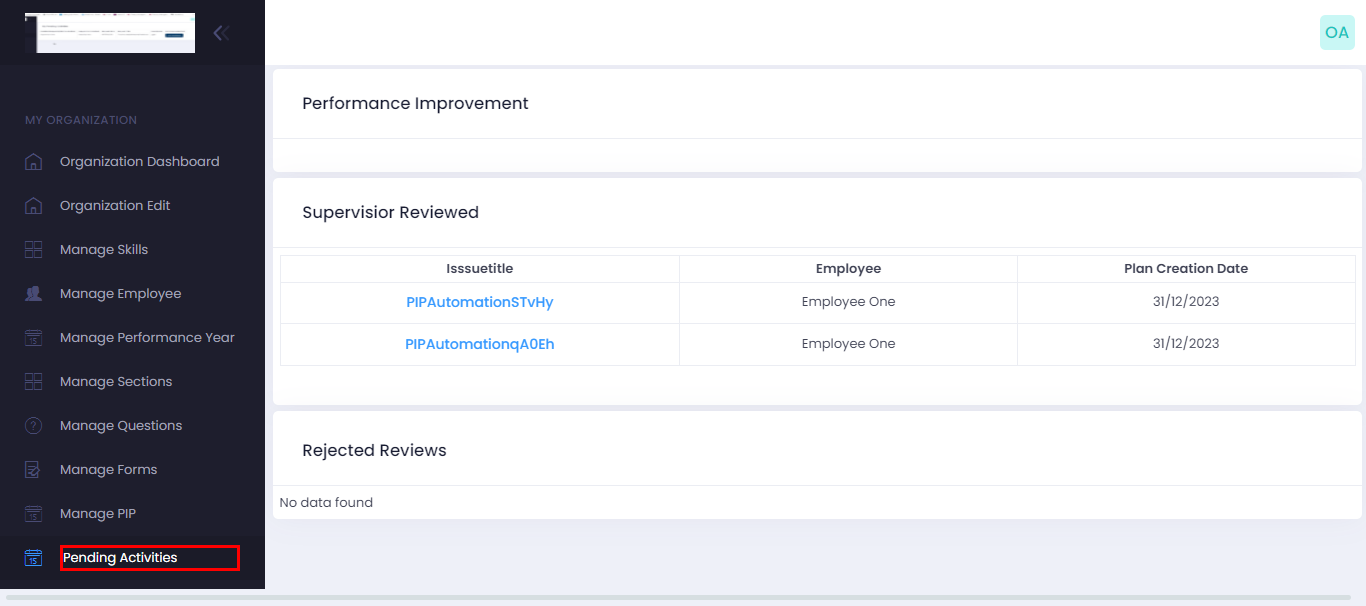 OA
MY ORGANIZATION
Organization Dashboard
Organization Edit
Manage Skills
Manage Employee
Manage Performance Year
Manage Sections
Manage Questions
Manage Forms
Manage PIP
Pending Activities
Performance Improvement
Supervisior Reviewed
Isssuetitle Employee Plan Creation Date
PIPAutomationSTvHy Employee One 31/12/2023
PIPAutomationqA0Eh Employee One 31/12/2023
Rejected Reviews
No data found